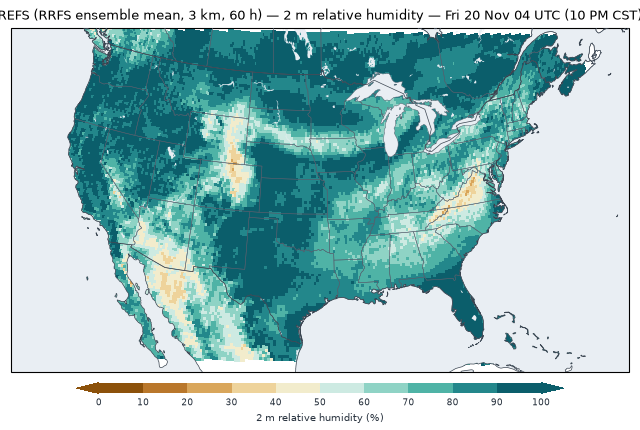 REFS (RRFS ensemble mean, 3 km, 60 h) — 2 m relative humidity — Fri 20 Nov 04 UTC (10 PM CST)
0 10 20 30 40 50 60 70 80 90 100
2 m relative humidity (%)